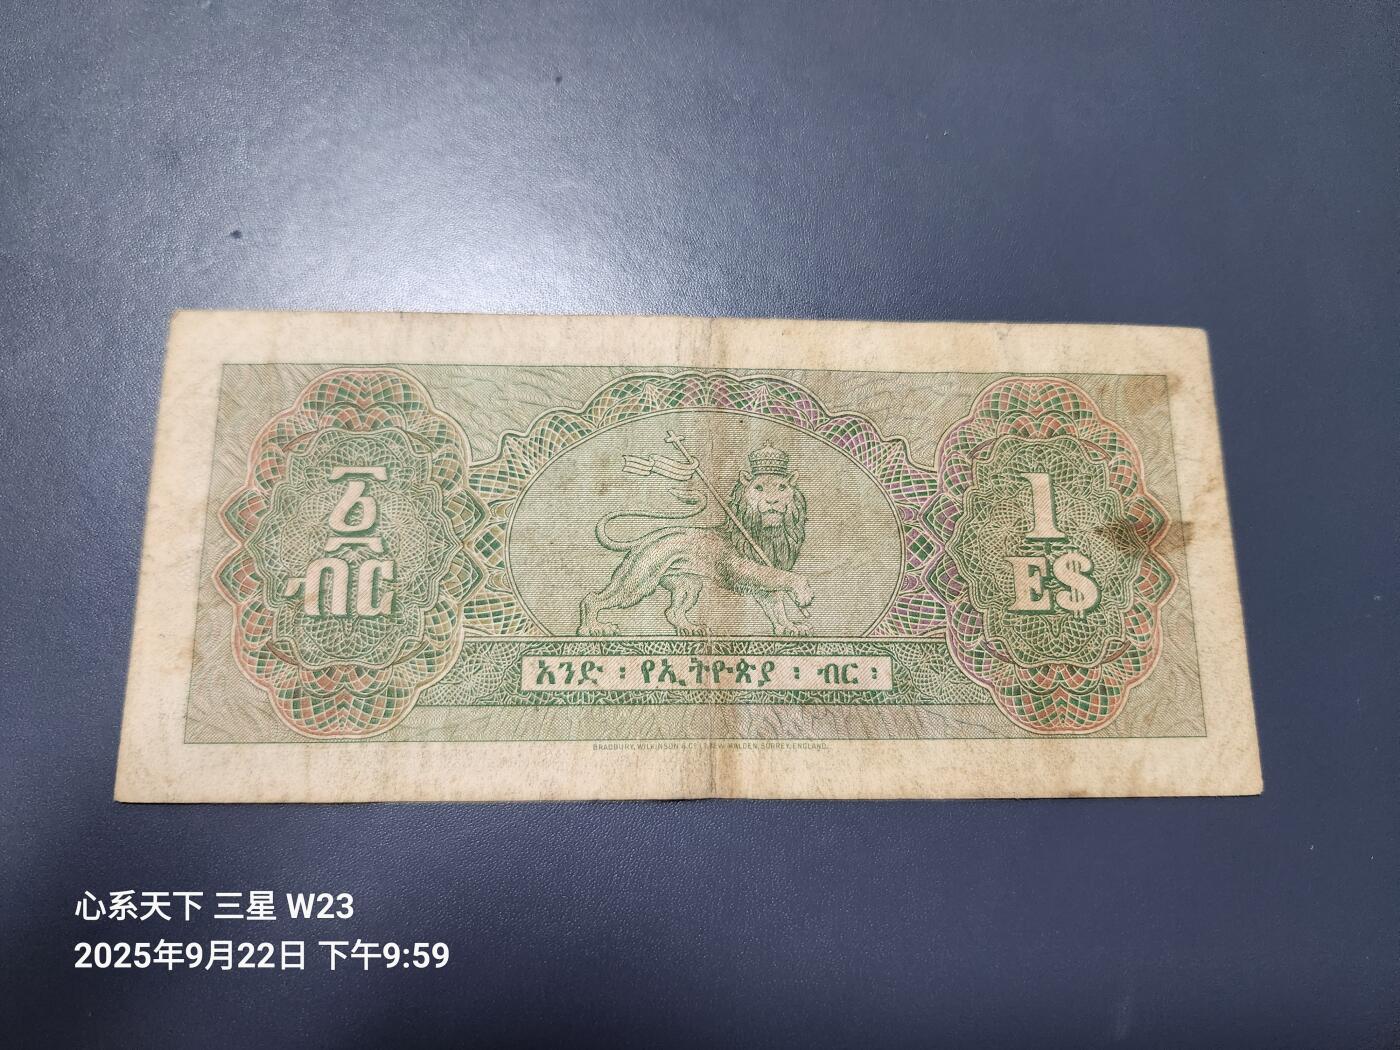 ፩
ብር
1
E$
አንድ ፡ የኢትዮጵያ ፡ ብር ፡
BRADBURY, WILKINSON & Co. LD. NEW MALDEN, SURREY, ENGLAND.
心系天下 三星 W23
2025年9月22日 下午9:59